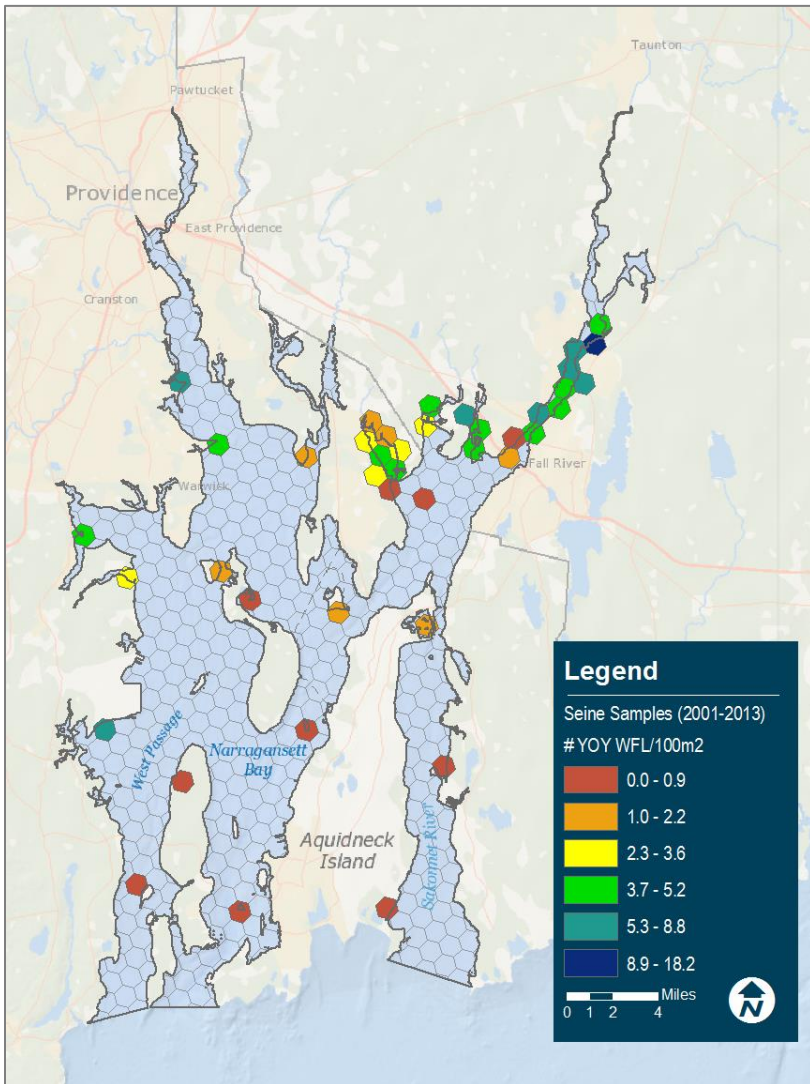 Taunton
Pawtucket
Providence
East Providence
Cranston
Fall River
Warwick
West Passage
Narragansett
Bay
Aquidneck
Island
Sakonnet River
Legend
Seine Samples (2001-2013)
# YOY WFL/100m2
0.0 - 0.9
1.0 - 2.2
2.3 - 3.6
3.7 - 5.2
5.3 - 8.8
8.9 - 18.2
Miles
0 1 2 4
N